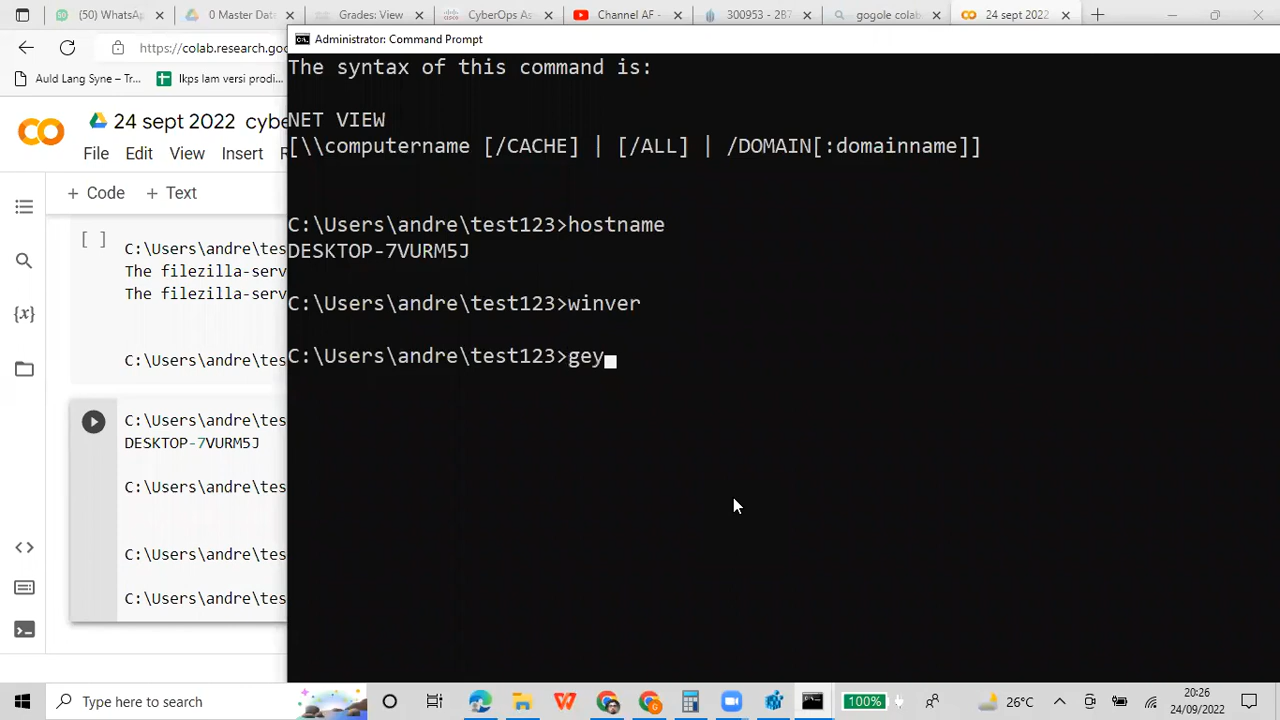 (50) WhatsA
0 Master Data
Grades: View
CyberOps As
Channel AF -
300953 - 287
gogole colab
24 sept 2022
https://colab.research.goo
Auld Lang Syne – Tr...
lkps lam versi prodi...
24 sept 2022 cybe
File Edit View Insert
+ Code + Text
[ ]
C:\Users\andre\tes
The filezilla-serv
The filezilla-serv
C:\Users\andre\tes
C:\Users\andre\tes
DESKTOP-7VURM5J
C:\Users\andre\tes
C:\Users\andre\tes
C:\Users\andre\tes
Administrator: Command Prompt
The syntax of this command is:
NET VIEW
[\\computername [/CACHE] | [/ALL] | /DOMAIN[:domainname]]
C:\Users\andre\test123>hostname
DESKTOP-7VURM5J
C:\Users\andre\test123>winver
C:\Users\andre\test123>gey
Type here to search
100%
26°C
20:26
24/09/2022